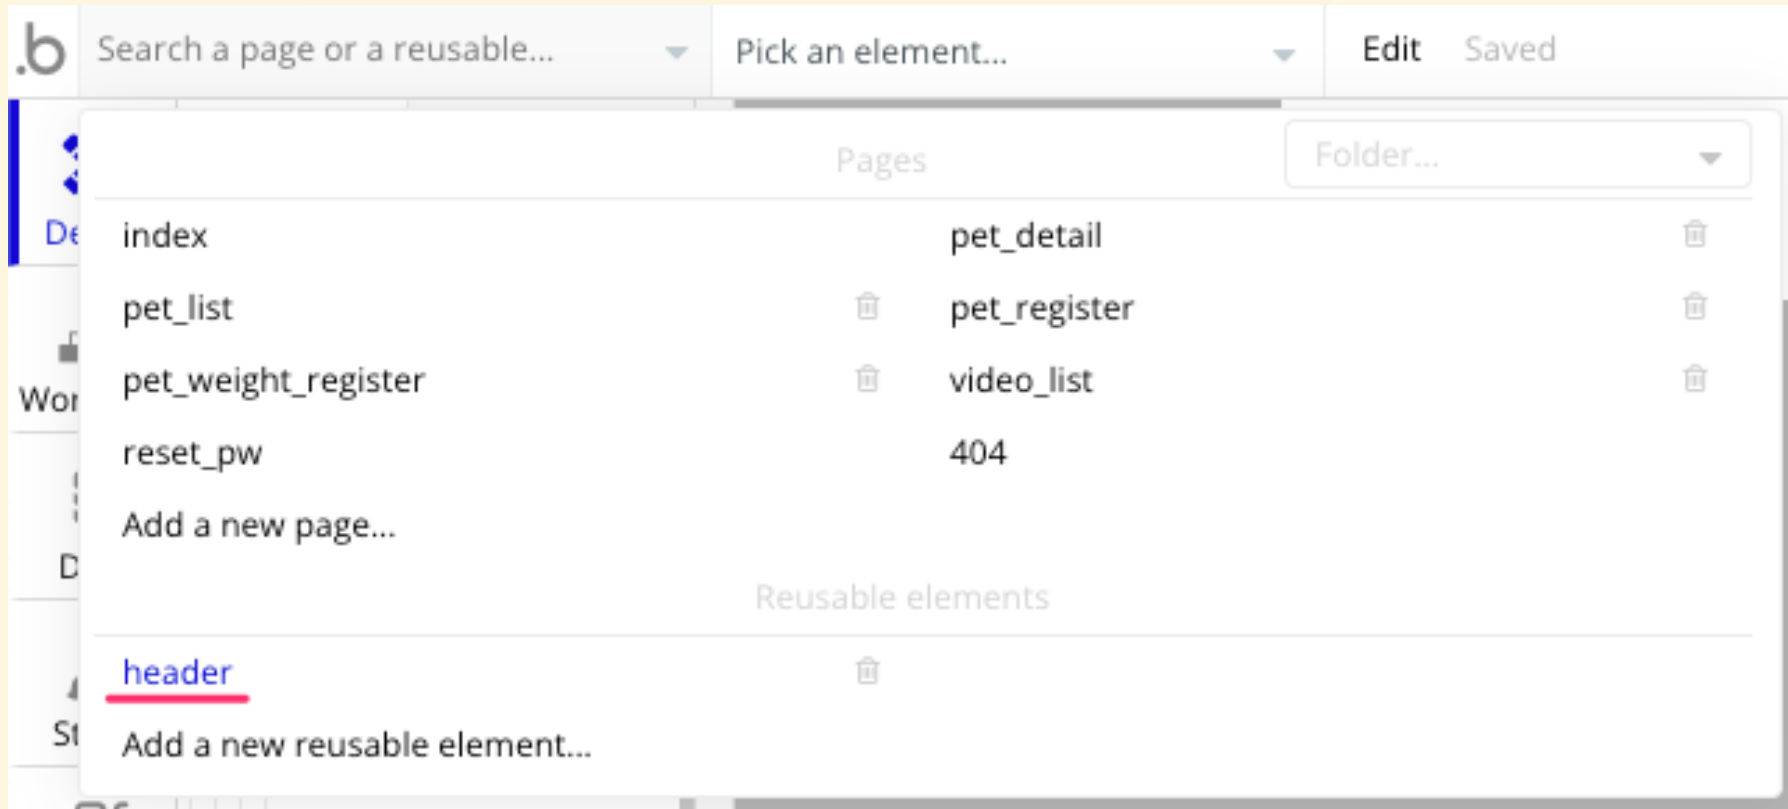 .b Search a page or a reusable... Pick an element... Edit Saved
Pages Folder...
index pet_detail
pet_list pet_register
pet_weight_register video_list
reset_pw 404
Add a new page...
Reusable elements
header
Add a new reusable element...